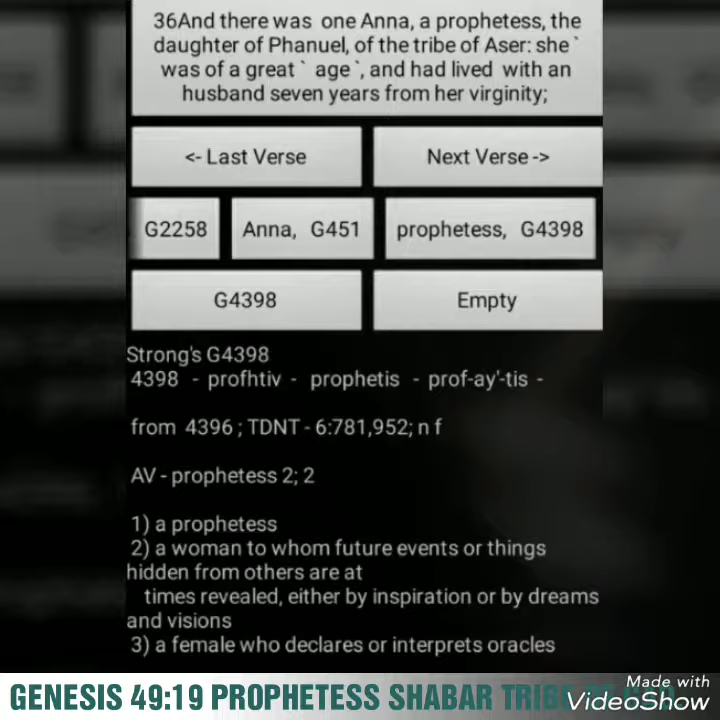 36And there was one Anna, a prophetess, the
daughter of Phanuel, of the tribe of Aser: she `
was of a great ` age `, and had lived with an
husband seven years from her virginity;
<- Last Verse
Next Verse ->
G2258
Anna, G451
prophetess, G4398
G4398
Empty
Strong's G4398
4398 - profhtiv - prophetis - prof-ay'-tis -
from 4396 ; TDNT - 6:781,952; n f
AV - prophetess 2; 2
1) a prophetess
2) a woman to whom future events or things
hidden from others are at
times revealed, either by inspiration or by dreams
and visions
3) a female who declares or interprets oracles
Made with
VideoShow
GENESIS 49:19 PROPHETESS SHABAR